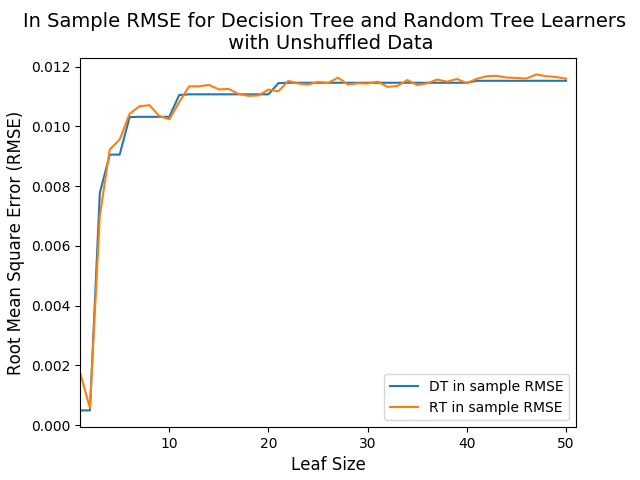 In Sample RMSE for Decision Tree and Random Tree Learners
with Unshuffled Data
0.012
0.010
0.008
0.006
0.004
0.002
0.000
Root Mean Square Error (RMSE)
DT in sample RMSE
RT in sample RMSE
10
20
30
40
50
Leaf Size